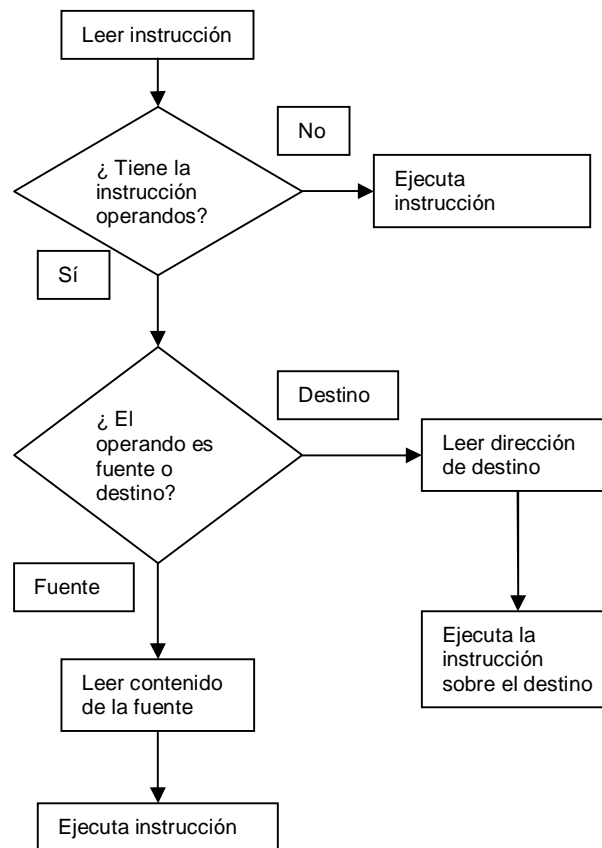 Leer instrucción
No
¿ Tiene la
instrucción
operandos?
Ejecuta
instrucción
Sí
Destino
¿ El
operando es
fuente o
destino?
Leer dirección
de destino
Fuente
Ejecuta la
instrucción
sobre el destino
Leer contenido
de la fuente
Ejecuta instrucción